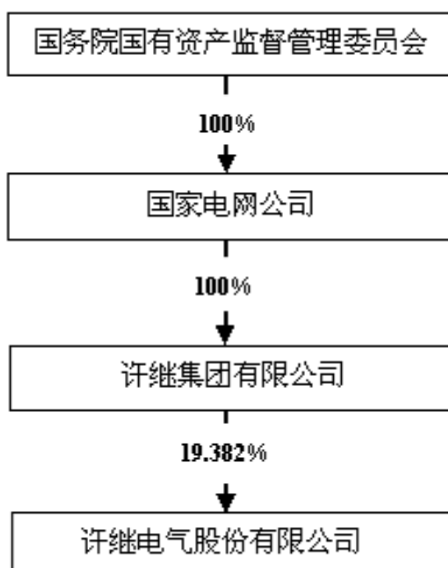 国务院国有资产监督管理委员会
100%
国家电网公司
100%
许继集团有限公司
19.382%
许继电气股份有限公司